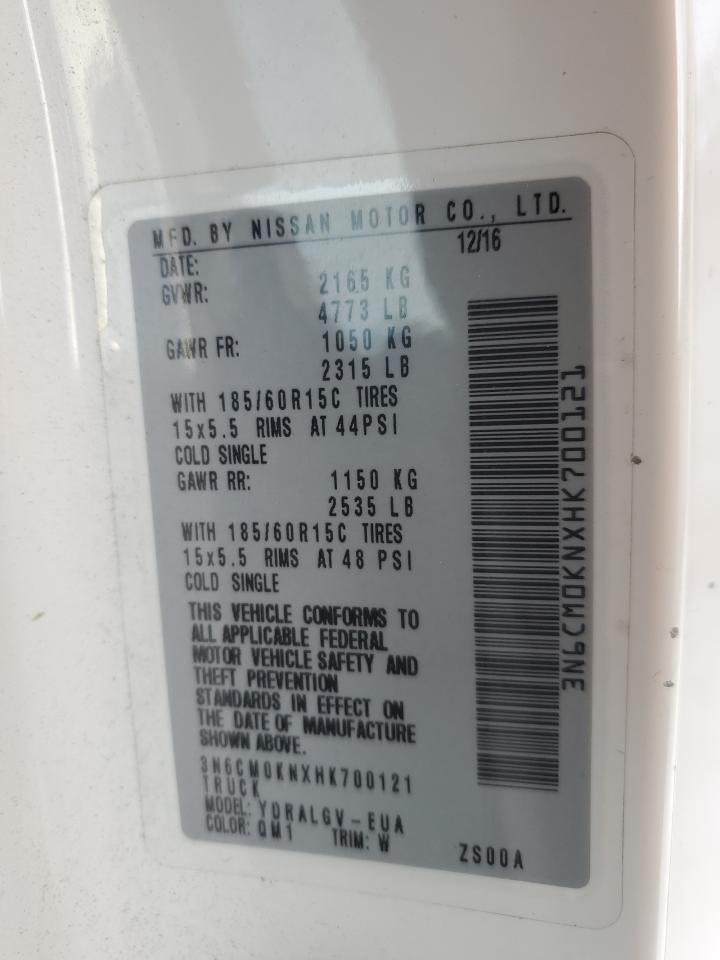 MFD. BY NISSAN MOTOR CO., LTD.
DATE: 12/16
GVWR: 2165 KG
4773 LB
GAWR FR: 1050 KG
2315 LB
WITH 185/60R15C TIRES
15x5.5 RIMS AT 44PSI
COLD SINGLE
GAWR RR: 1150 KG
2535 LB
WITH 185/60R15C TIRES
15x5.5 RIMS AT 48 PSI
COLD SINGLE
THIS VEHICLE CONFORMS TO
ALL APPLICABLE FEDERAL
MOTOR VEHICLE SAFETY AND
THEFT PREVENTION
STANDARDS IN EFFECT ON
THE DATE OF MANUFACTURE
SHOWN ABOVE.
3N6CM0KNXHK700121
TRUCK
MODEL: YDRALGV-EUA
COLOR: QM1 TRIM: W
ZS00A
3N6CM0KNXHK700121